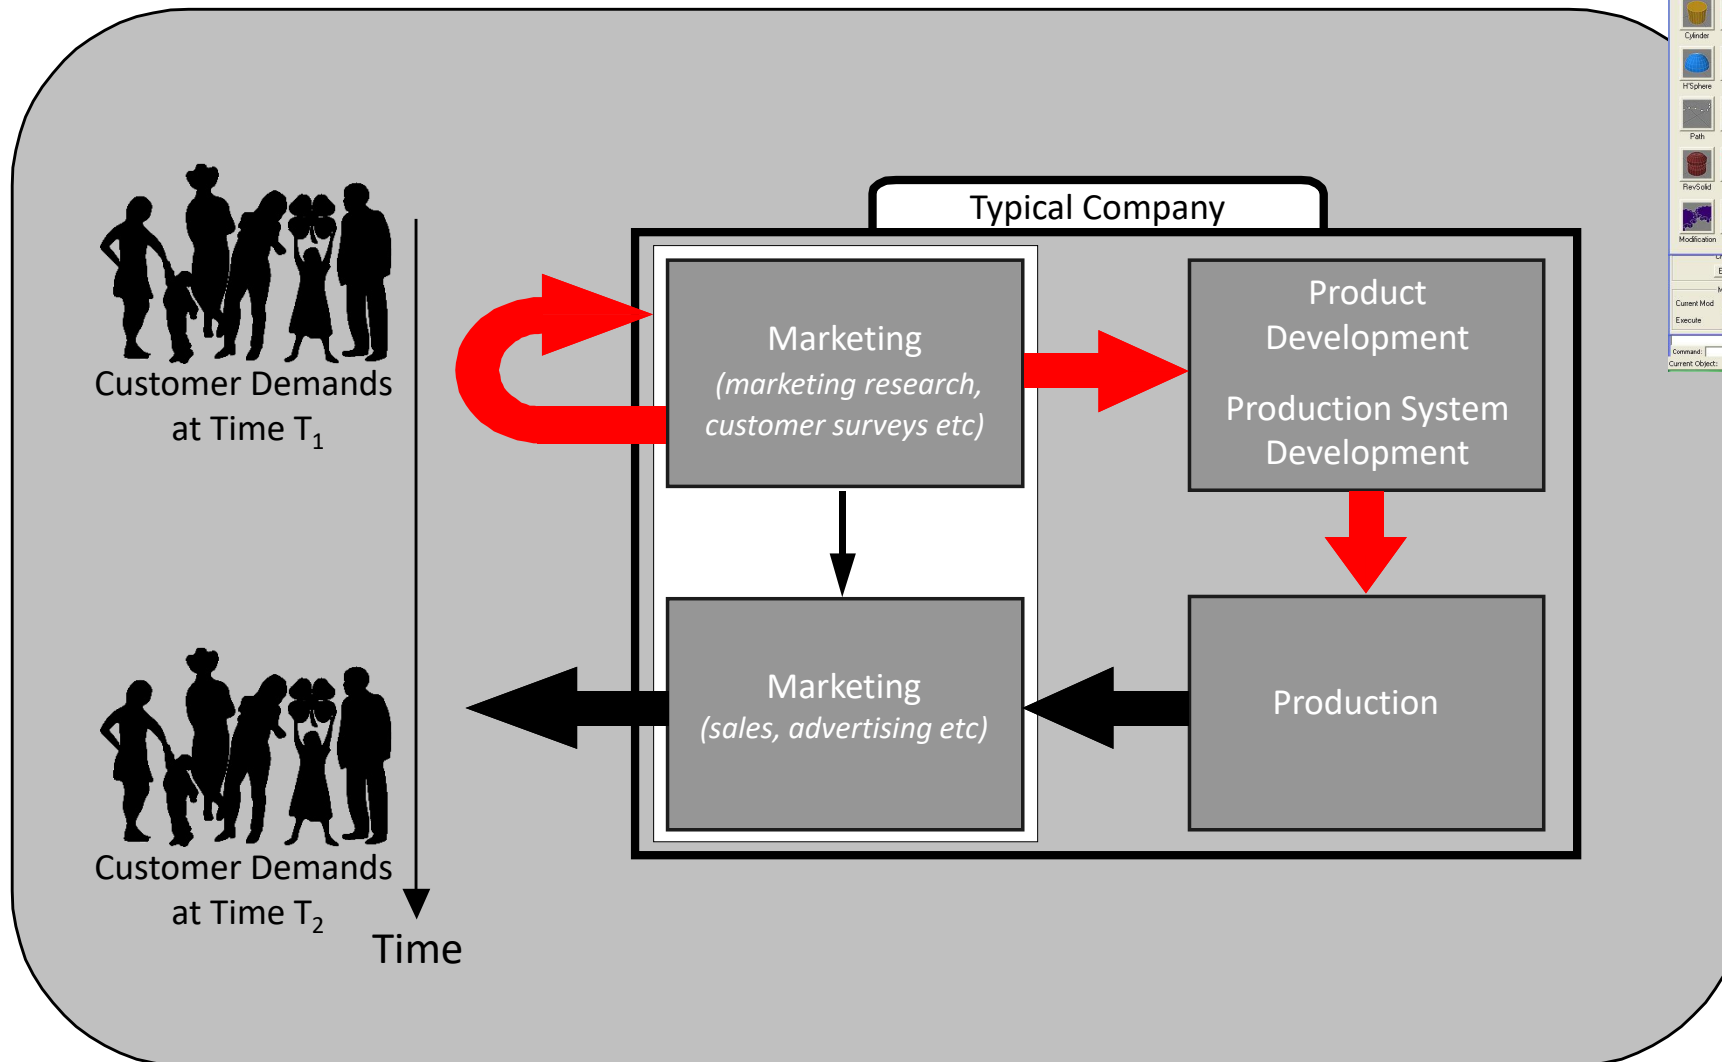 Typical Company
Customer Demands
at Time T₁
Marketing
(marketing research,
customer surveys etc)
Product
Development
Production System
Development
Customer Demands
at Time T₂
Time
Marketing
(sales, advertising etc)
Production
Cylinder
H'Sphere
Path
RevSolid
Modification
Current Mod
Execute
Command:
Current Object: